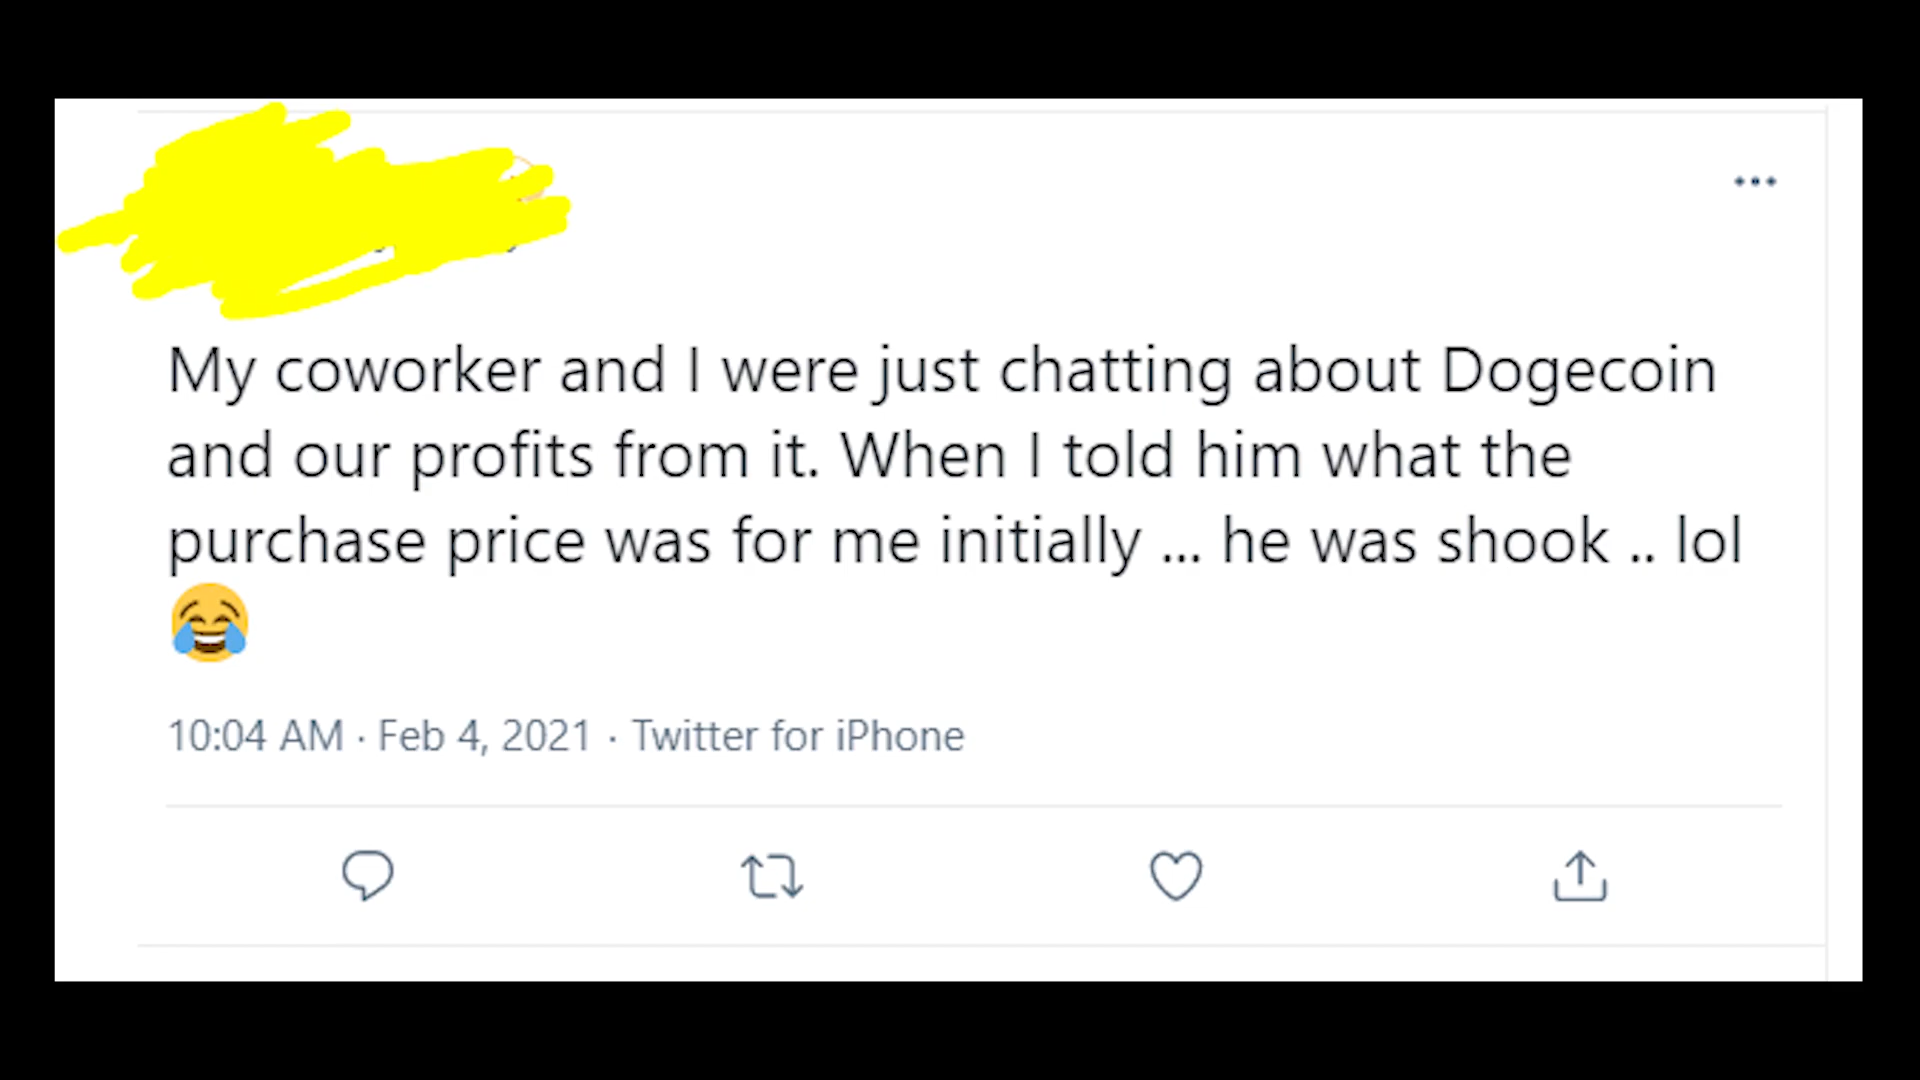 My coworker and I were just chatting about Dogecoin
and our profits from it. When I told him what the
purchase price was for me initially ... he was shook .. lol
😂
10:04 AM · Feb 4, 2021 · Twitter for iPhone